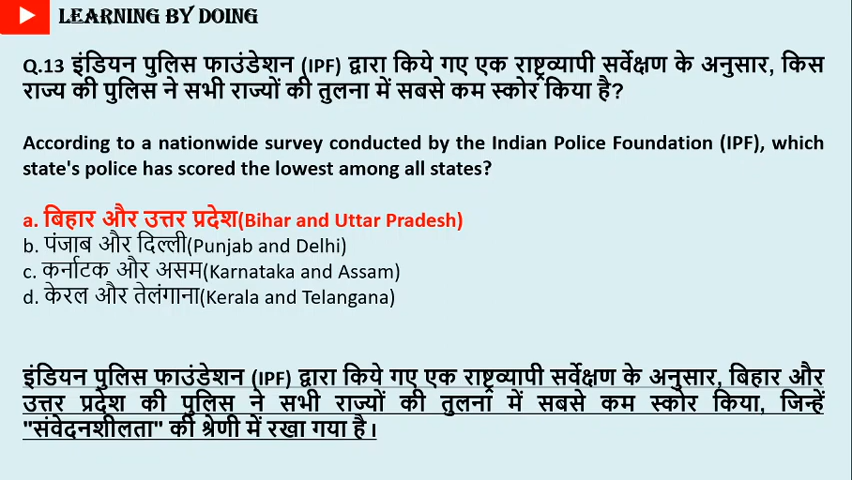 LEARNING BY DOING
Q.13 इंडियन पुलिस फाउंडेशन (IPF) द्वारा किये गए एक राष्ट्रव्यापी सर्वेक्षण के अनुसार, किस
राज्य की पुलिस ने सभी राज्यों की तुलना में सबसे कम स्कोर किया है?
According to a nationwide survey conducted by the Indian Police Foundation (IPF), which
state's police has scored the lowest among all states?
a. बिहार और उत्तर प्रदेश(Bihar and Uttar Pradesh)
b. पंजाब और दिल्ली(Punjab and Delhi)
c. कर्नाटक और असम(Karnataka and Assam)
d. केरल और तेलंगाना(Kerala and Telangana)
इंडियन पुलिस फाउंडेशन (IPF) द्वारा किये गए एक राष्ट्रव्यापी सर्वेक्षण के अनुसार, बिहार और
उत्तर प्रदेश की पुलिस ने सभी राज्यों की तुलना में सबसे कम स्कोर किया, जिन्हें
"संवेदनशीलता" की श्रेणी में रखा गया है।